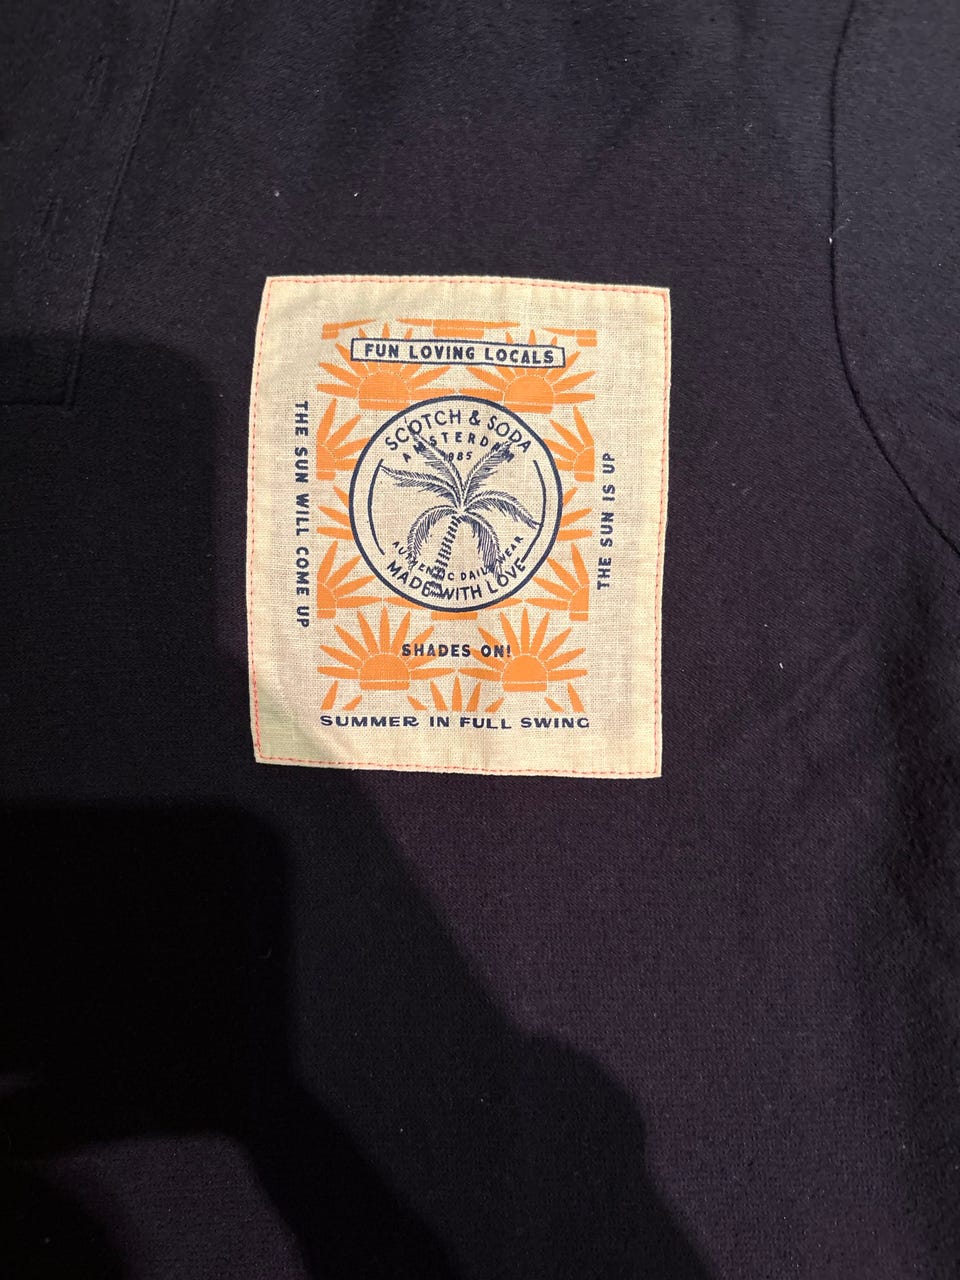 FUN LOVING LOCALS
SCOTCH & SODA
AMSTERDAM
THE SUN WILL COME UP
THE SUN IS UP
AUTHENTIC DAILY WEAR
MADE WITH LOVE
SHADES ON!
SUMMER IN FULL SWING